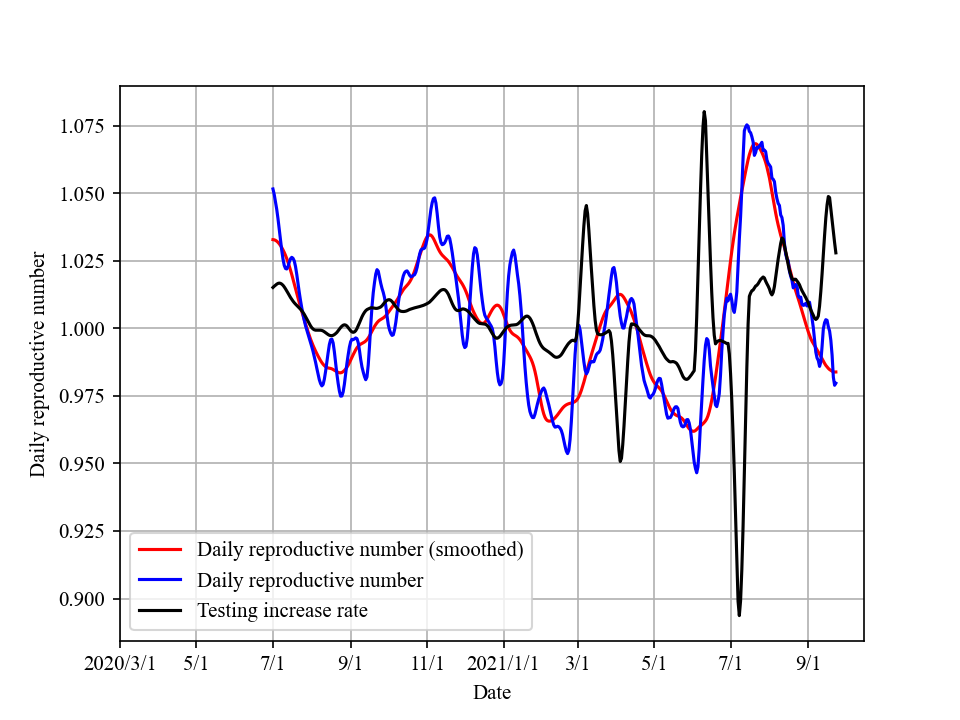 1.075
1.050
1.025
1.000
0.975
0.950
0.925
0.900
Daily reproductive number
Daily reproductive number (smoothed)
Daily reproductive number
Testing increase rate
2020/3/1 5/1 7/1 9/1 11/1 2021/1/1 3/1 5/1 7/1 9/1
Date